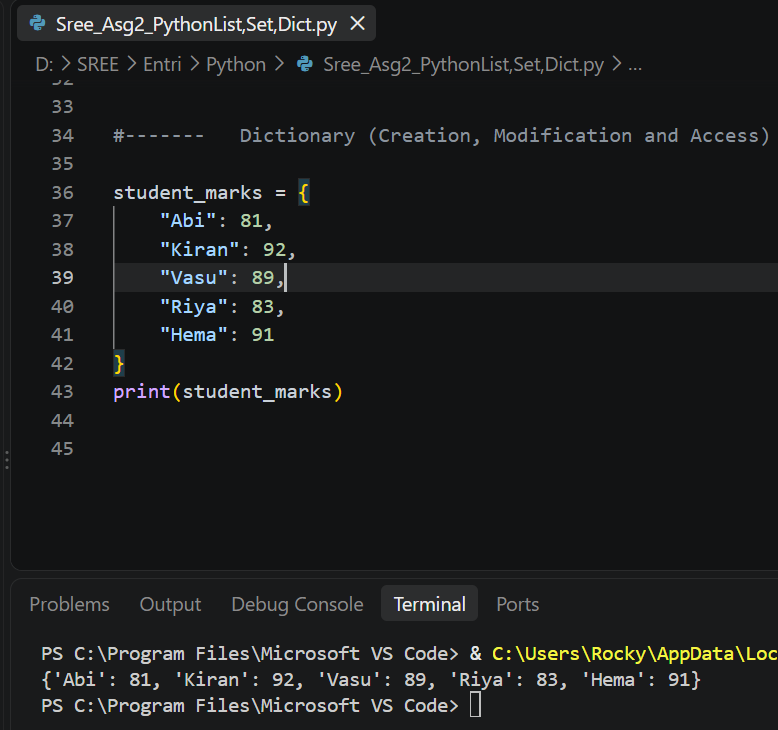 Sree_Asg2_PythonList,Set,Dict.py
D: > SREE > Entri > Python > Sree_Asg2_PythonList,Set,Dict.py > ...
32
33
34 #------- Dictionary (Creation, Modification and Access)
35
36 student_marks = {
37 "Abi": 81,
38 "Kiran": 92,
39 "Vasu": 89,
40 "Riya": 83,
41 "Hema": 91
42 }
43 print(student_marks)
44
45
Problems Output Debug Console Terminal Ports
PS C:\Program Files\Microsoft VS Code> & C:\Users\Rocky\AppData\Loc
{'Abi': 81, 'Kiran': 92, 'Vasu': 89, 'Riya': 83, 'Hema': 91}
PS C:\Program Files\Microsoft VS Code>